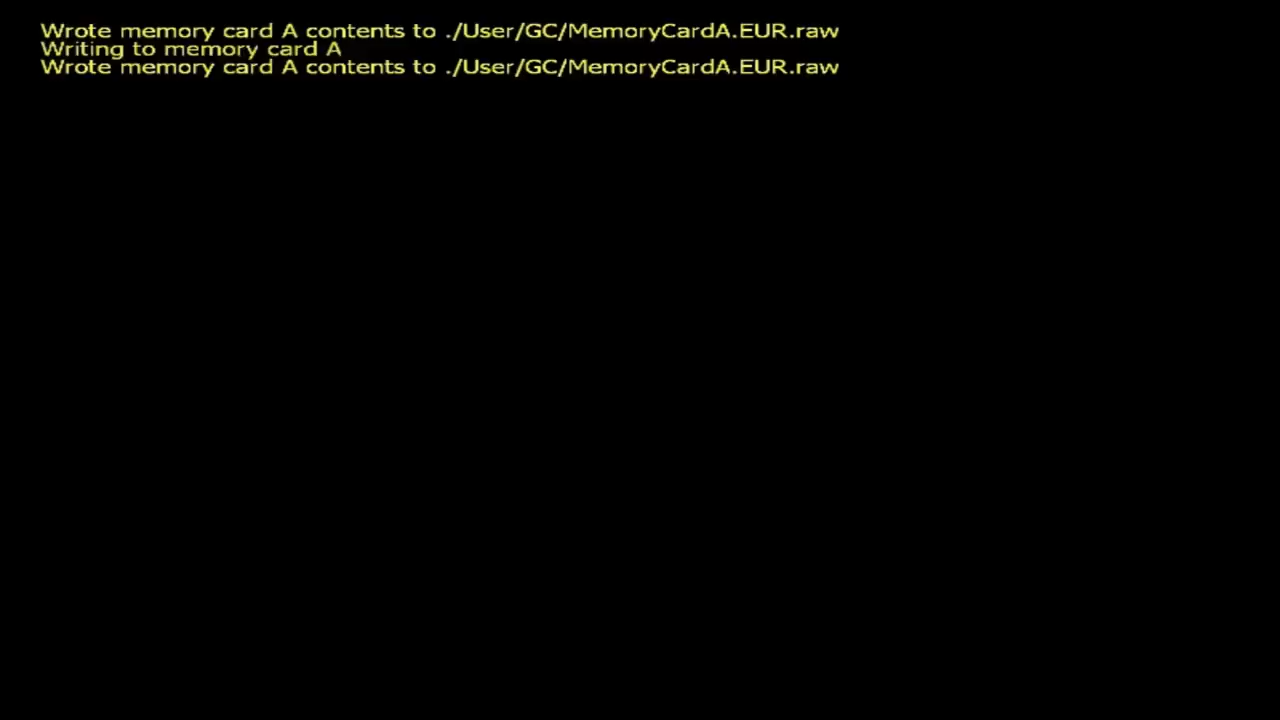 Wrote memory card A contents to ./User/GC/MemoryCardA.EUR.raw
Writing to memory card A
Wrote memory card A contents to ./User/GC/MemoryCardA.EUR.raw